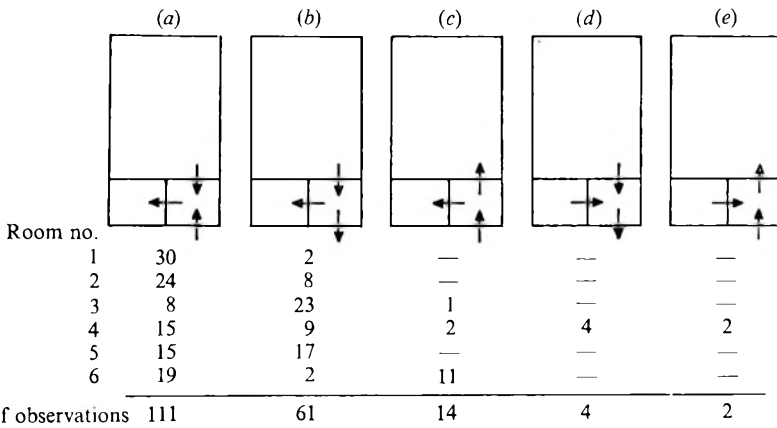 (a) (b) (c) (d) (e)
Room no.
1 30 2 — — —
2 24 8 — — —
3 8 23 1 — —
4 15 9 2 4 2
5 15 17 — — —
6 19 2 11 — —
f observations 111 61 14 4 2